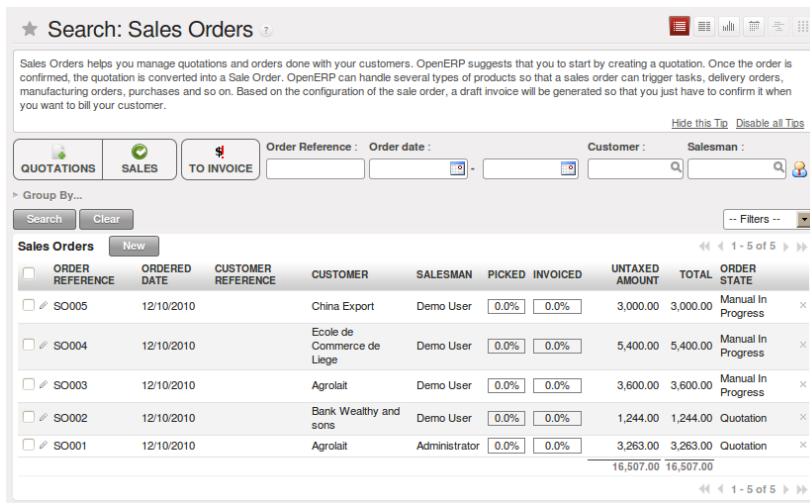 Search: Sales Orders ?
Sales Orders helps you manage quotations and orders done with your customers. OpenERP suggests that you to start by creating a quotation. Once the order is
confirmed, the quotation is converted into a Sale Order. OpenERP can handle several types of products so that a sales order can trigger tasks, delivery orders,
manufacturing orders, purchases and so on. Based on the configuration of the sale order, a draft invoice will be generated so that you just have to confirm it when
you want to bill your customer.
Hide this Tip Disable all Tips
QUOTATIONS SALES TO INVOICE Order Reference : Order date : - Customer : Salesman :
Group By...
Search Clear -- Filters --
Sales Orders New 1 - 5 of 5
ORDER REFERENCE ORDERED DATE CUSTOMER REFERENCE CUSTOMER SALESMAN PICKED INVOICED UNTAXED AMOUNT TOTAL ORDER STATE
SO005 12/10/2010 China Export Demo User 0.0% 0.0% 3,000.00 3,000.00 Manual In Progress
SO004 12/10/2010 Ecole de Commerce de Liege Demo User 0.0% 0.0% 5,400.00 5,400.00 Manual In Progress
SO003 12/10/2010 Agrolait Demo User 0.0% 0.0% 3,600.00 3,600.00 Manual In Progress
SO002 12/10/2010 Bank Wealthy and sons Demo User 0.0% 0.0% 1,244.00 1,244.00 Quotation
SO001 12/10/2010 Agrolait Administrator 0.0% 0.0% 3,263.00 3,263.00 Quotation
16,507.00 16,507.00
1 - 5 of 5